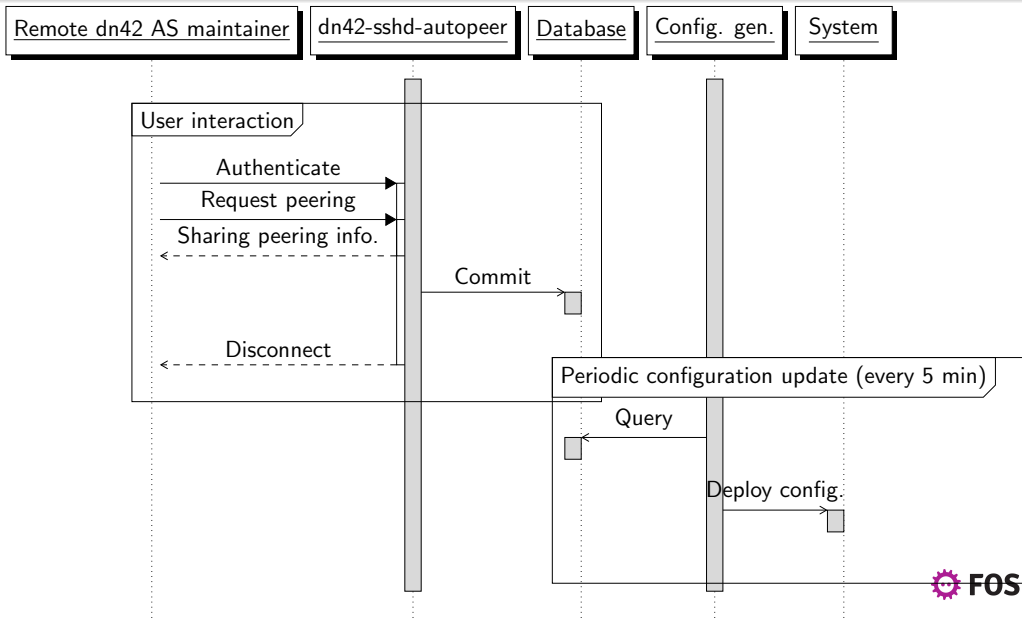 Remote dn42 AS maintainer
dn42-sshd-autopeer
Database
Config. gen.
System
User interaction
Authenticate
Request peering
Sharing peering info.
Commit
Disconnect
Periodic configuration update (every 5 min)
Query
Deploy config.
FOS